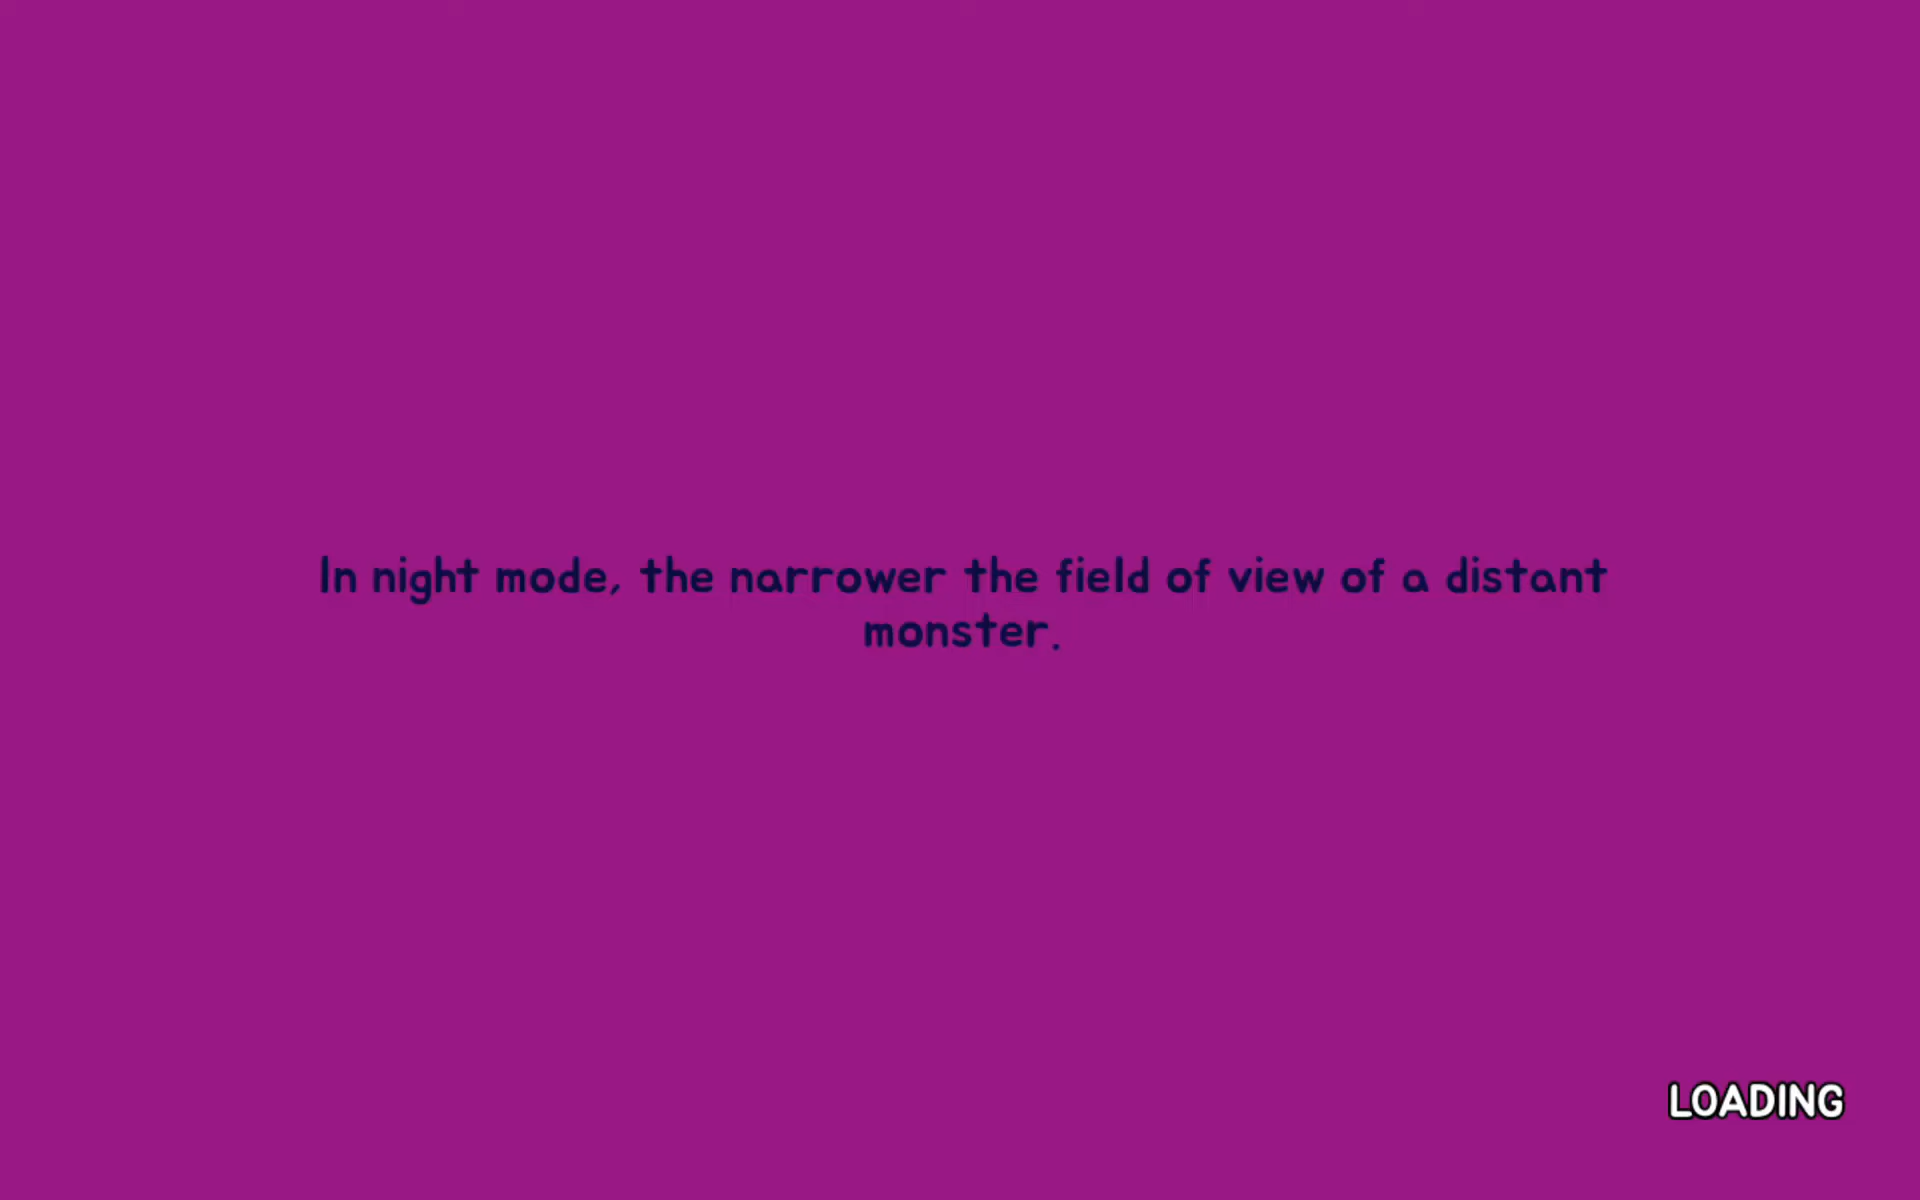 In night mode, the narrower the field of view of a distant
monster.
LOADING